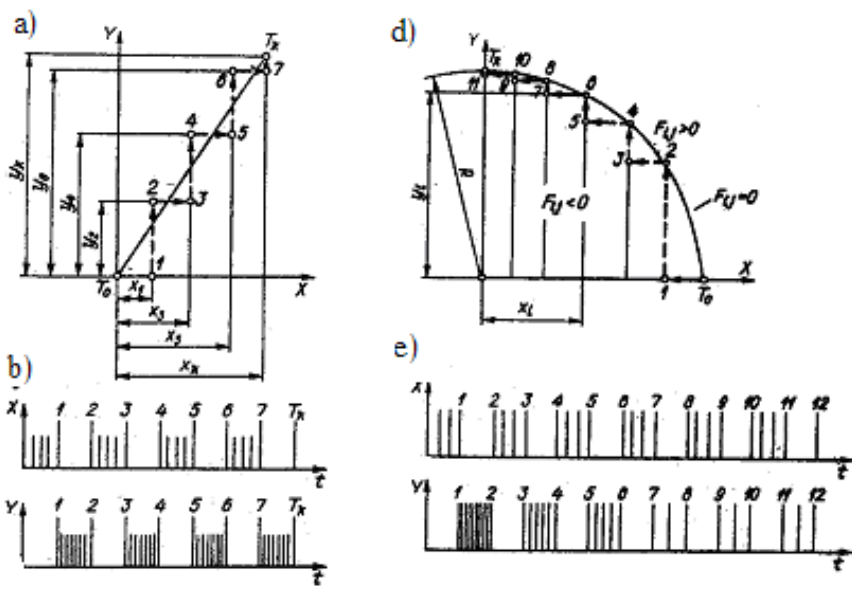 a)
Y
Tk
6
7
4
5
2
3
yk
y6
y4
y2
1
T0
x1
X
x3
x5
xk
b)
X 1 2 3 4 5 6 7 Tk
t
Y 1 2 3 4 5 6 7 Tk
t
d)
Y
Tk 10 8
11 9 7 6
5 4 Fij>0
3 2
R
yi
Fij<0 Fij=0
X
1 T0
xi
e)
X 1 2 3 4 5 6 7 8 9 10 11 12
t
Y 1 2 3 4 5 6 7 8 9 10 11 12
t